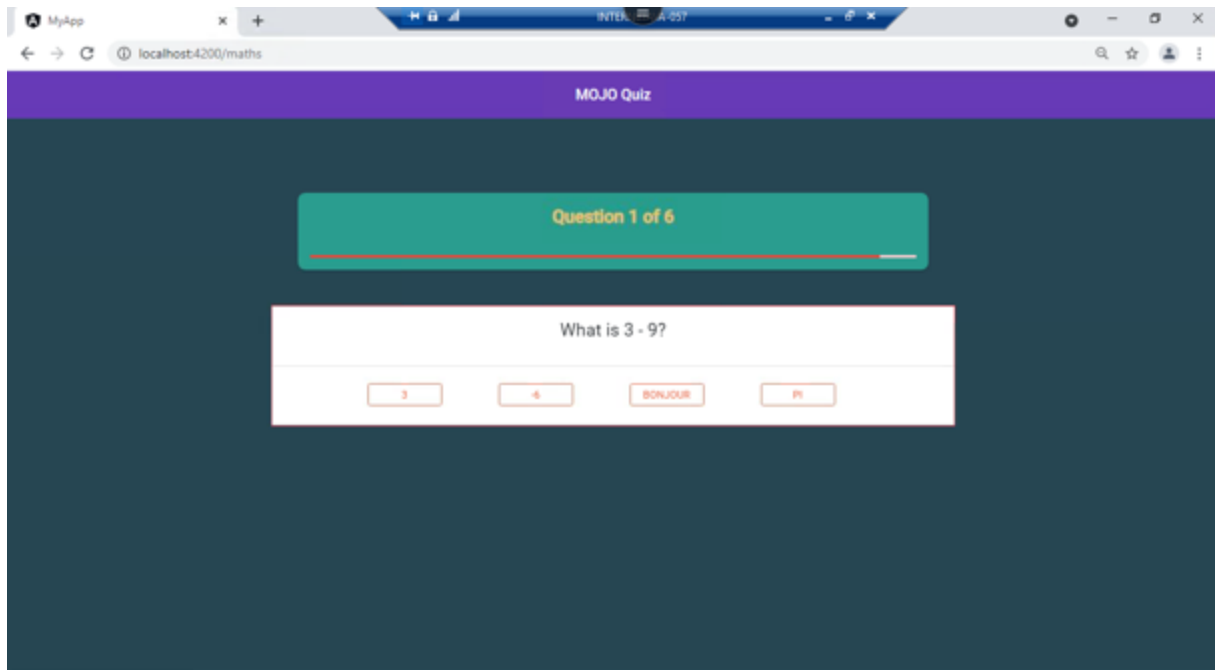 MyApp
localhost:4200/maths
MOJO Quiz
Question 1 of 6
What is 3 - 9?
3
-6
BONJOUR
PI